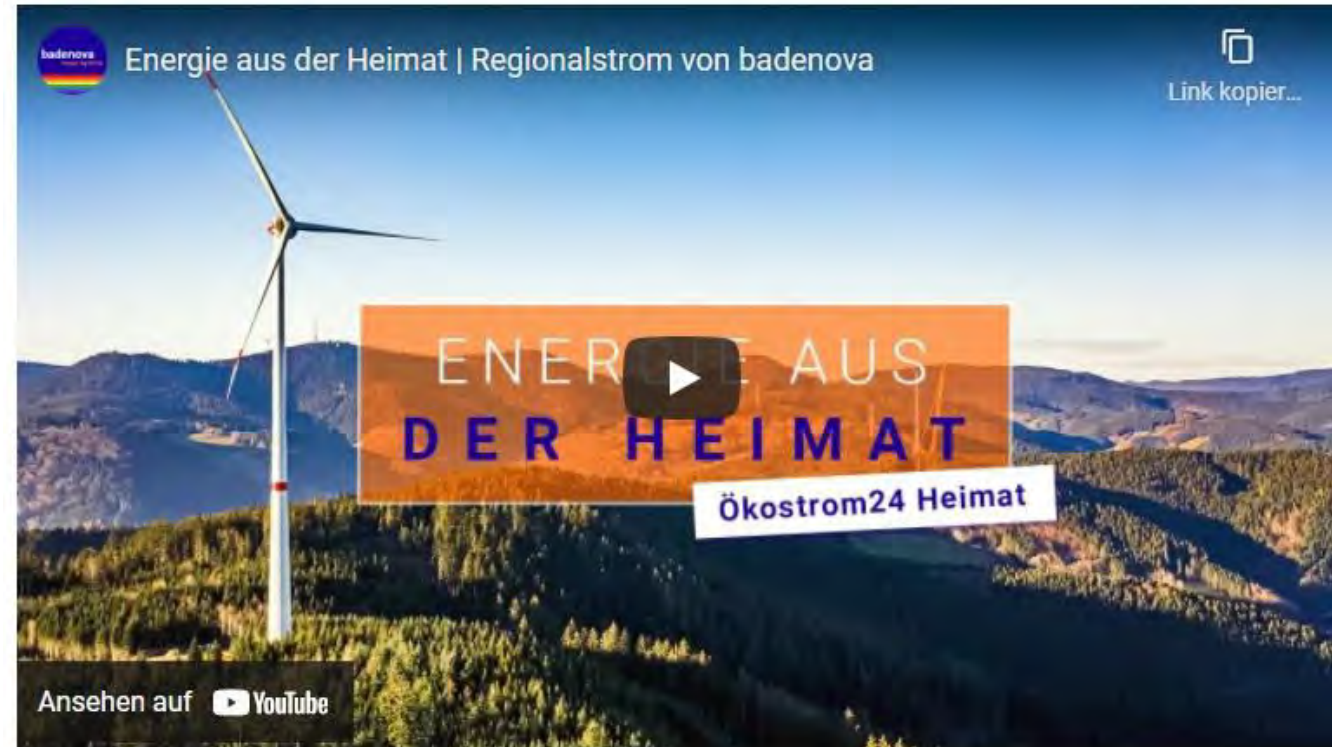 badenova
Energie aus der Heimat | Regionalstrom von badenova
Link kopier...
ENERGIE AUS
DER HEIMAT
Ökostrom24 Heimat
Ansehen auf YouTube